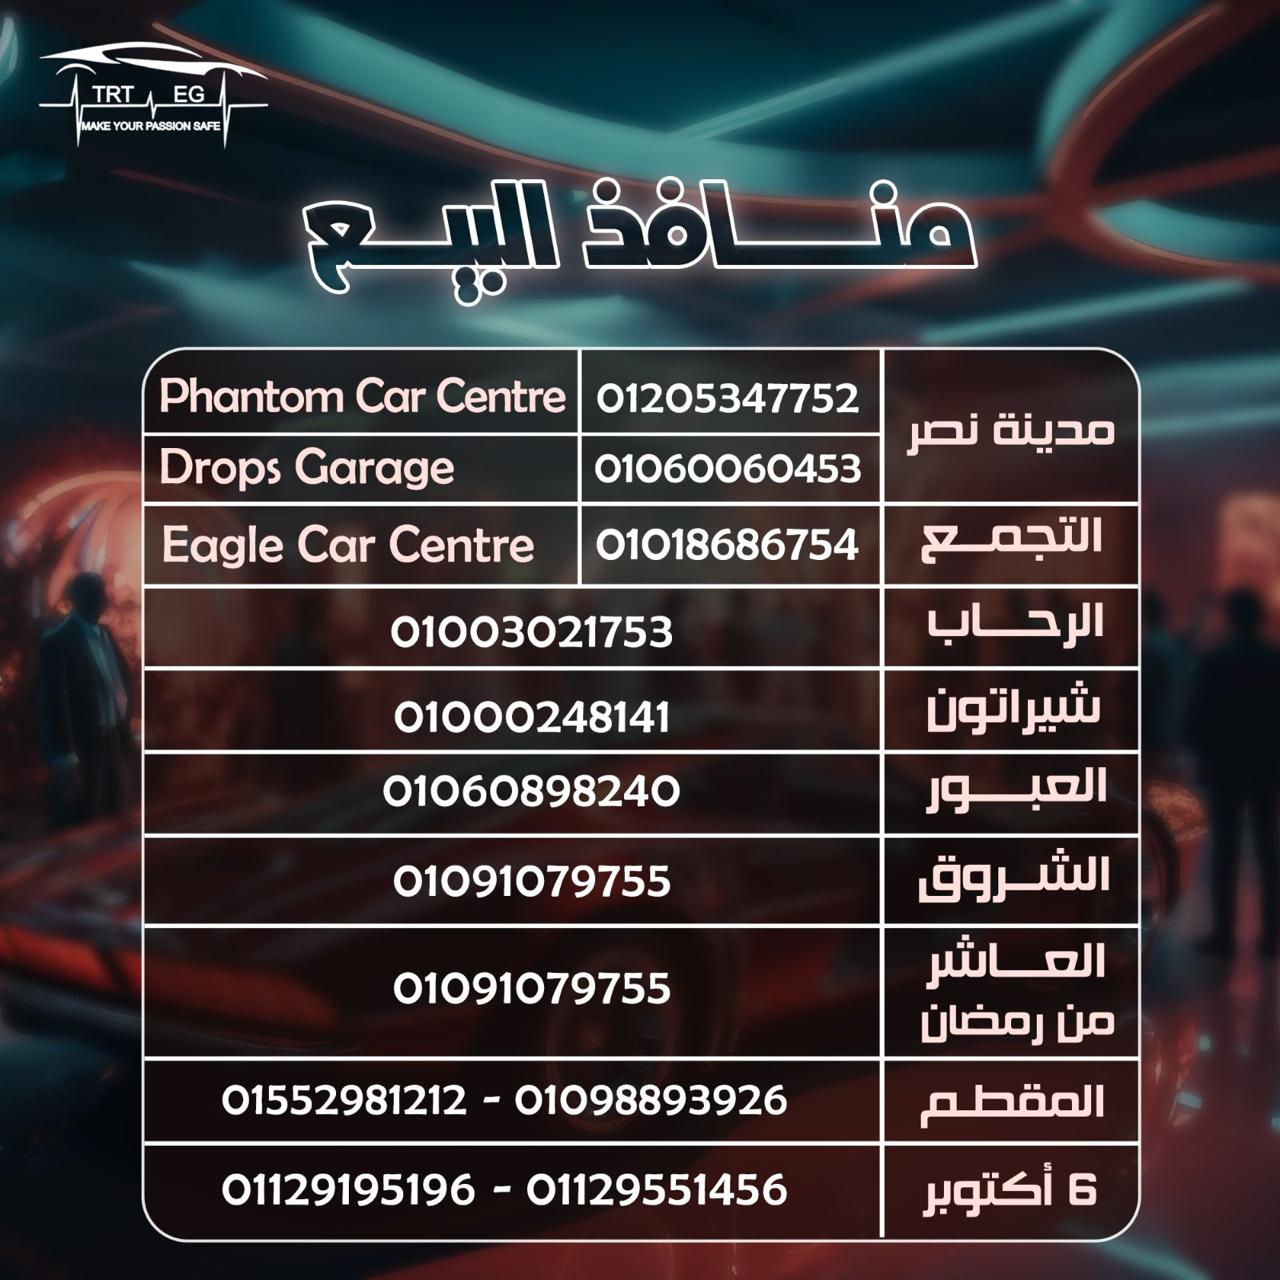 TRT EG
MAKE YOUR PASSION SAFE
منافذ البيع
مدينة نصر
01205347752
Phantom Car Centre
01060060453
Drops Garage
التجمع
01018686754
Eagle Car Centre
الرحاب
01003021753
شيراتون
01000248141
العبور
01060898240
الشروق
01091079755
العاشر
من رمضان
01091079755
المقطم
01552981212 - 01098893926
6 أكتوبر
01129195196 - 01129551456